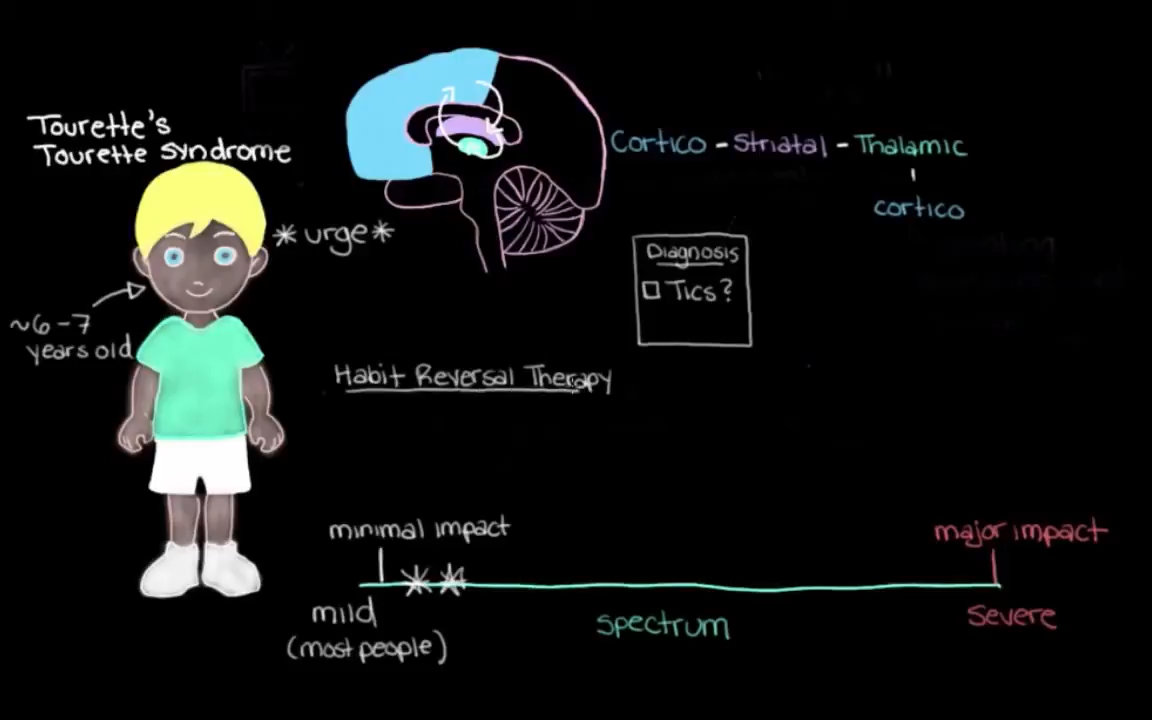 Tourette's
Tourette Syndrome
*urge*
~6-7
years old
Cortico - Striatal - Thalamic
cortico
Diagnosis
Tics?
Habit Reversal Therapy
minimal impact
major impact
mild
(most people)
spectrum
Severe